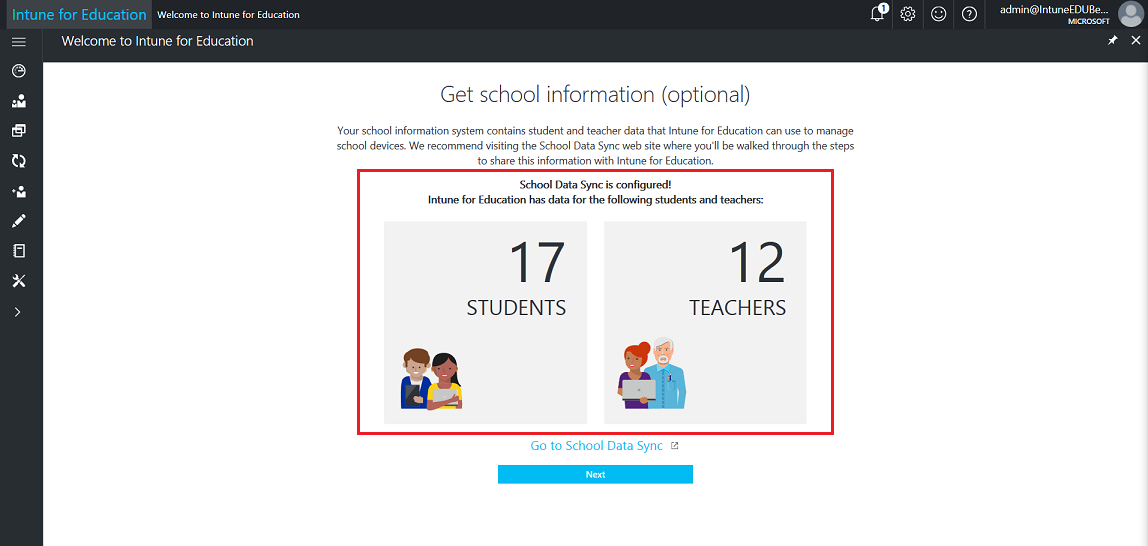 Intune for Education
Welcome to Intune for Education
1
admin@IntuneEDUBe...
MICROSOFT
Welcome to Intune for Education
Get school information (optional)
Your school information system contains student and teacher data that Intune for Education can use to manage
school devices. We recommend visiting the School Data Sync web site where you'll be walked through the steps
to share this information with Intune for Education.
School Data Sync is configured!
Intune for Education has data for the following students and teachers:
17
STUDENTS
12
TEACHERS
Go to School Data Sync
Next